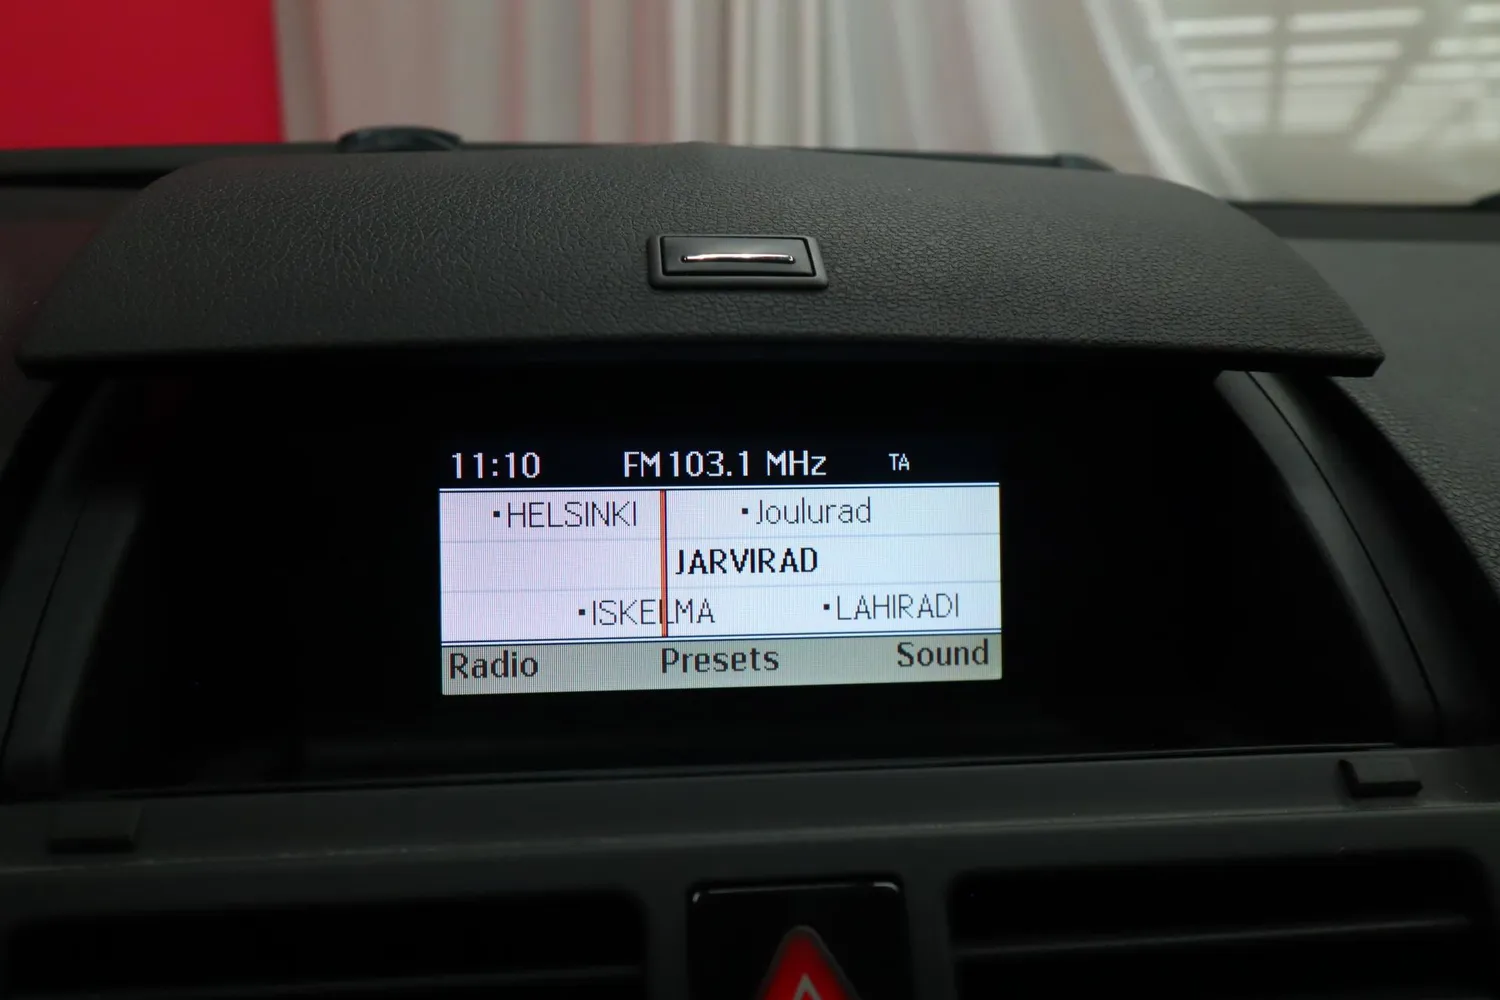 11:10 FM 103.1 MHz TA
▪HELSINKI ▪Joulurad
JARVIRAD
▪ISKELMA ▪LAHIRADI
Radio Presets Sound